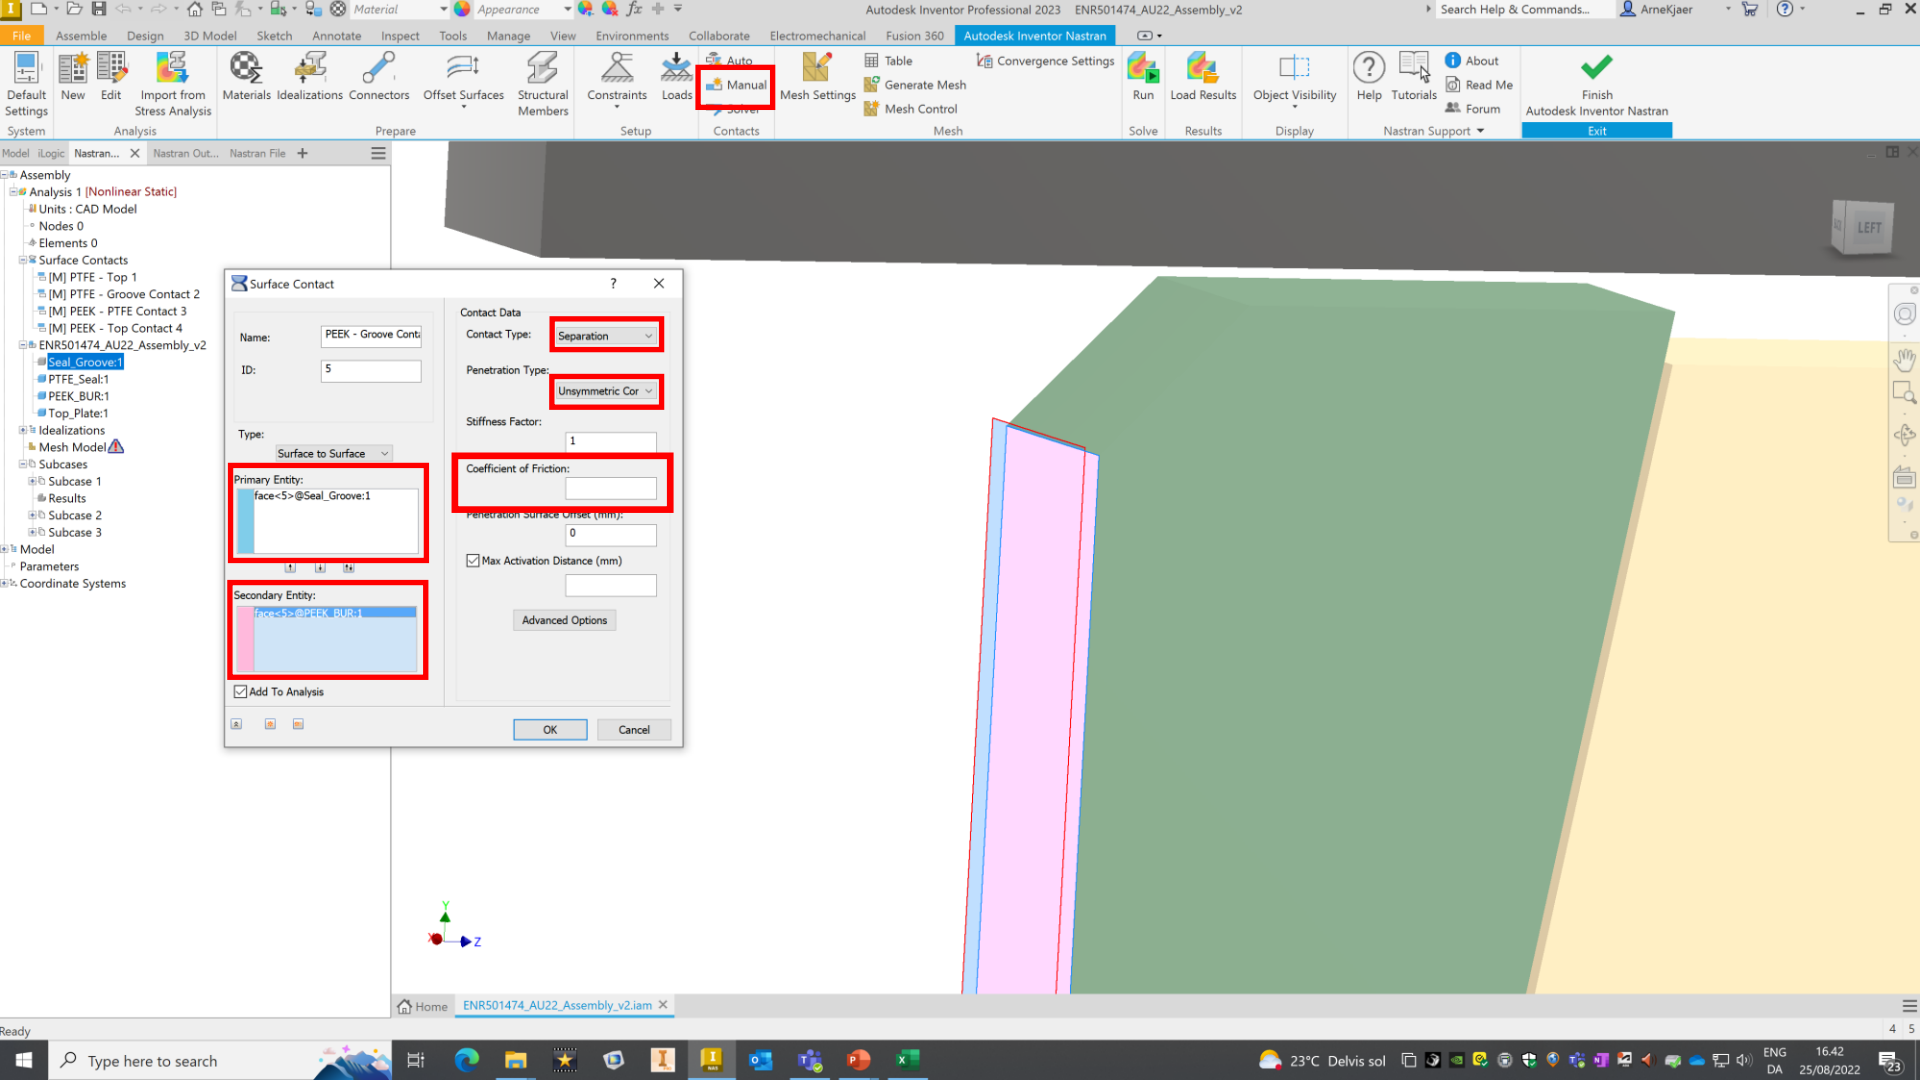 Material
Appearance
fx
Autodesk Inventor Professional 2023 ENR501474_AU22_Assembly_v2
Search Help & Commands...
ArneKjaer
File Assemble Design 3D Model Sketch Annotate Inspect Tools Manage View Environments Collaborate Electromechanical Fusion 360 Autodesk Inventor Nastran
Default Settings
New
Edit
Import from Stress Analysis
Materials
Idealizations
Connectors
Offset Surfaces
Structural Members
Constraints
Loads
Auto
Manual
Solver
Mesh Settings
Table
Generate Mesh
Mesh Control
Convergence Settings
Run
Load Results
Object Visibility
Help
Tutorials
About
Read Me
Forum
Finish
Autodesk Inventor Nastran
System Analysis Prepare Setup Contacts Mesh Solve Results Display Nastran Support Exit
Model iLogic Nastran... Nastran Out... Nastran File
Assembly
Analysis 1 [Nonlinear Static]
Units : CAD Model
Nodes 0
Elements 0
Surface Contacts
[M] PTFE - Top 1
[M] PTFE - Groove Contact 2
[M] PEEK - PTFE Contact 3
[M] PEEK - Top Contact 4
ENR501474_AU22_Assembly_v2
Seal_Groove:1
PTFE_Seal:1
PEEK_BUR:1
Top_Plate:1
Idealizations
Mesh Model
Subcases
Subcase 1
Results
Subcase 2
Subcase 3
Model
Parameters
Coordinate Systems
Surface Contact
Name: PEEK - Groove Conta
ID: 5
Type:
Surface to Surface
Primary Entity:
face<5>@Seal_Groove:1
Secondary Entity:
face<5>@PEEK_BUR:1
Add To Analysis
Contact Data
Contact Type: Separation
Penetration Type:
Unsymmetric Cor
Stiffness Factor:
1
Coefficient of Friction:
Penetration Surface Offset (mm):
0
Max Activation Distance (mm)
Advanced Options
OK Cancel
LEFT
Y
X
Z
Home ENR501474_AU22_Assembly_v2.iam
Ready
4 5
Type here to search
23°C Delvis sol
ENG
DA
16.42
25/08/2022
23